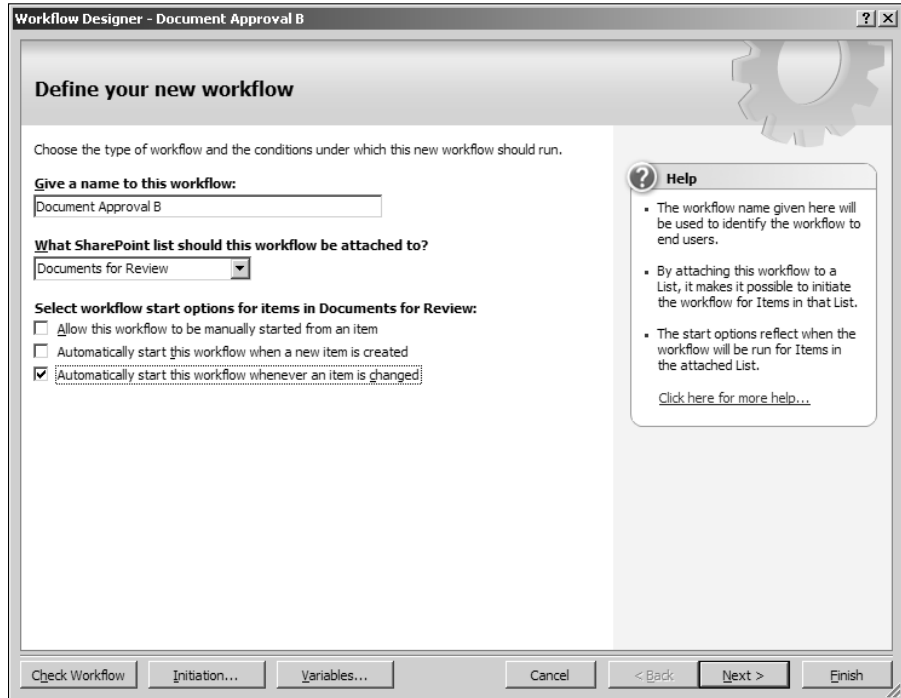 Workflow Designer - Document Approval B
Define your new workflow
Choose the type of workflow and the conditions under which this new workflow should run.
Give a name to this workflow:
Document Approval B
What SharePoint list should this workflow be attached to?
Documents for Review
Select workflow start options for items in Documents for Review:
Allow this workflow to be manually started from an item
Automatically start this workflow when a new item is created
Automatically start this workflow whenever an item is changed
Help
▪ The workflow name given here will
be used to identify the workflow to
end users.
▪ By attaching this workflow to a
List, it makes it possible to initiate
the workflow for Items in that List.
▪ The start options reflect when the
workflow will be run for Items in
the attached List.
Click here for more help...
Check Workflow
Initiation...
Variables...
Cancel
< Back
Next >
Finish